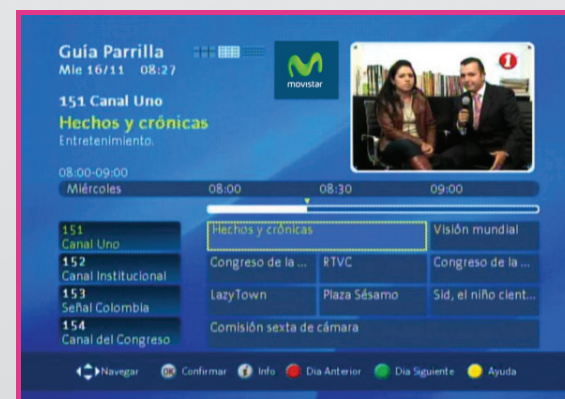 Guía Parrilla
Mie 16/11 08:27
movistar
1
151 Canal Uno
Hechos y crónicas
Entretenimiento.
08:00-09:00
Miércoles 08:00 08:30 09:00
151 Canal Uno
Hechos y crónicas Visión mundial
152 Canal Institucional
Congreso de la ... RTVC Congreso de la ...
153 Señal Colombia
LazyTown Plaza Sésamo Sid, el niño cient...
154 Canal del Congreso
Comisión sexta de cámara
Navegar OK Confirmar i Info Dia Anterior Dia Siguiente Ayuda